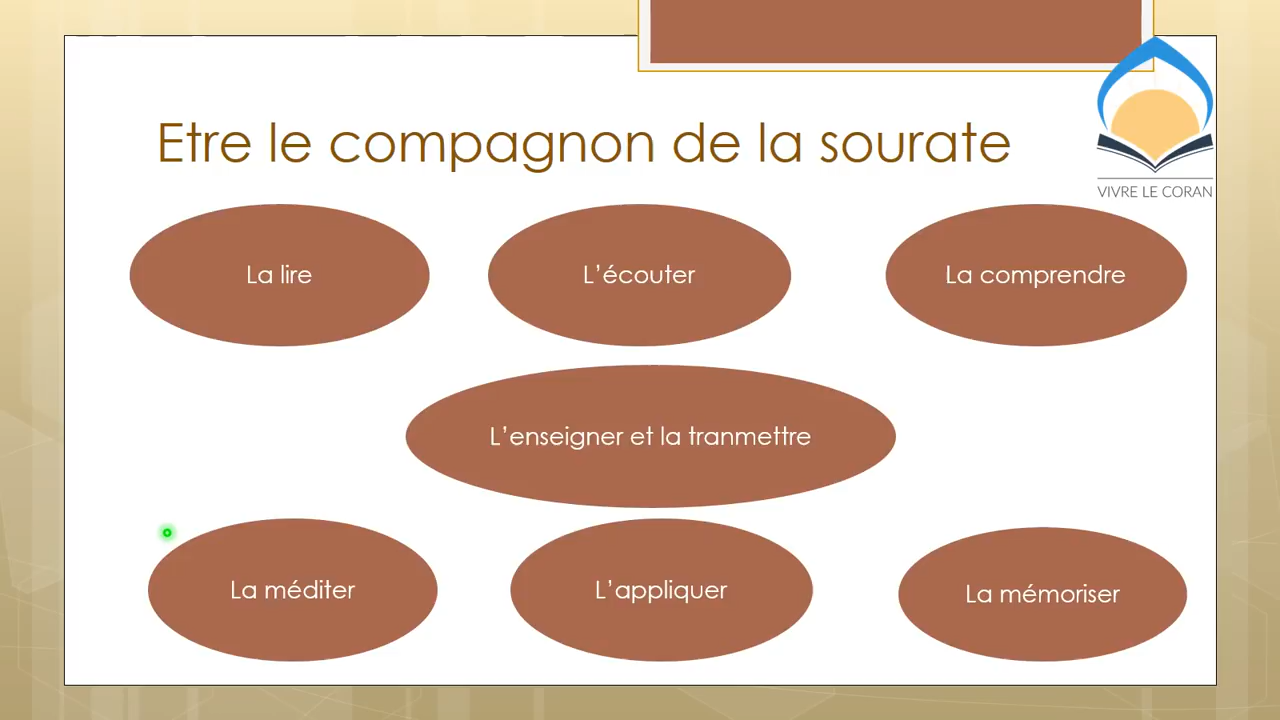 Etre le compagnon de la sourate
VIVRE LE CORAN
La lire
L’écouter
La comprendre
L’enseigner et la tranmettre
La méditer
L’appliquer
La mémoriser